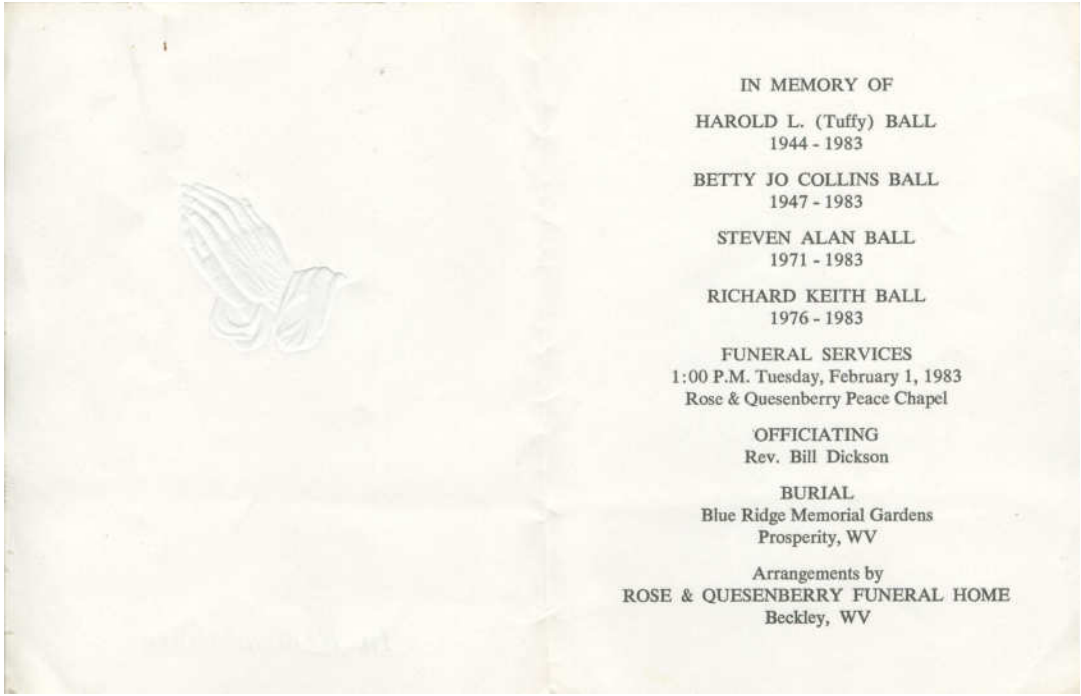 IN MEMORY OF
HAROLD L. (Tuffy) BALL
1944 - 1983
BETTY JO COLLINS BALL
1947 - 1983
STEVEN ALAN BALL
1971 - 1983
RICHARD KEITH BALL
1976 - 1983
FUNERAL SERVICES
1:00 P.M. Tuesday, February 1, 1983
Rose & Quesenberry Peace Chapel
OFFICIATING
Rev. Bill Dickson
BURIAL
Blue Ridge Memorial Gardens
Prosperity, WV
Arrangements by
ROSE & QUESENBERRY FUNERAL HOME
Beckley, WV